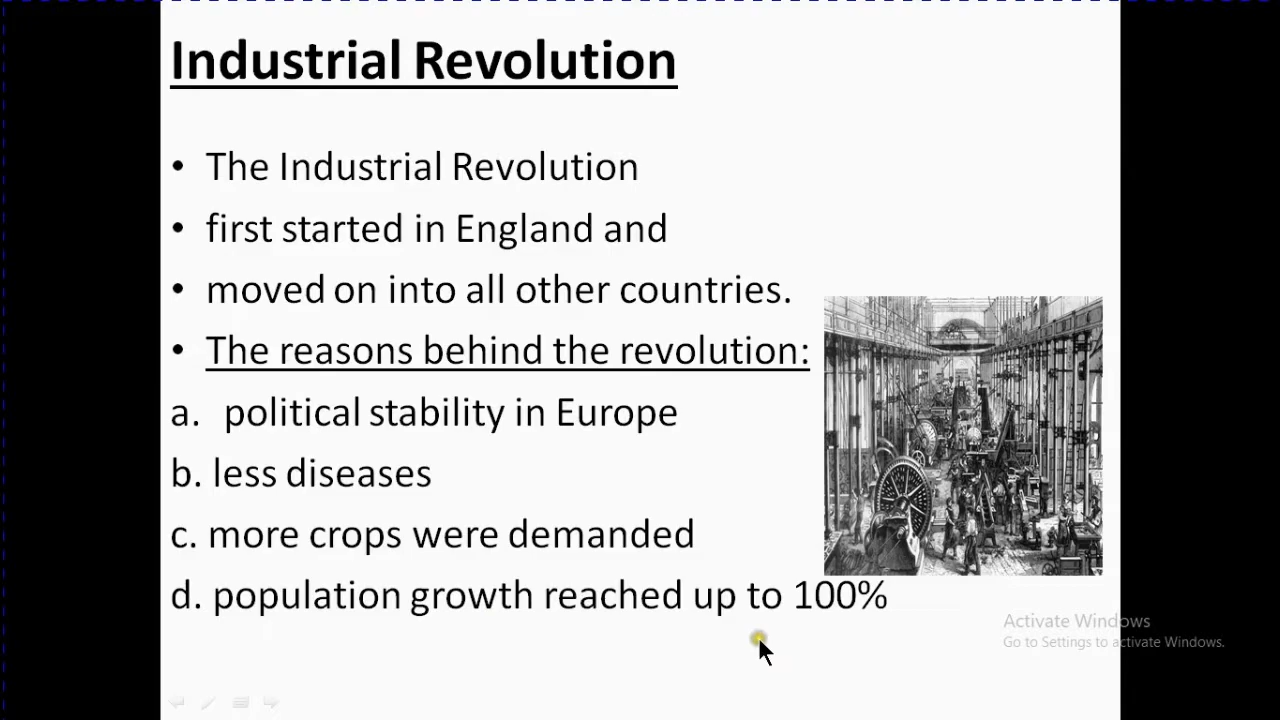 Industrial Revolution
• The Industrial Revolution
• first started in England and
• moved on into all other countries.
• The reasons behind the revolution:
a. political stability in Europe
b. less diseases
c. more crops were demanded
d. population growth reached up to 100%
Activate Windows
Go to Settings to activate Windows.